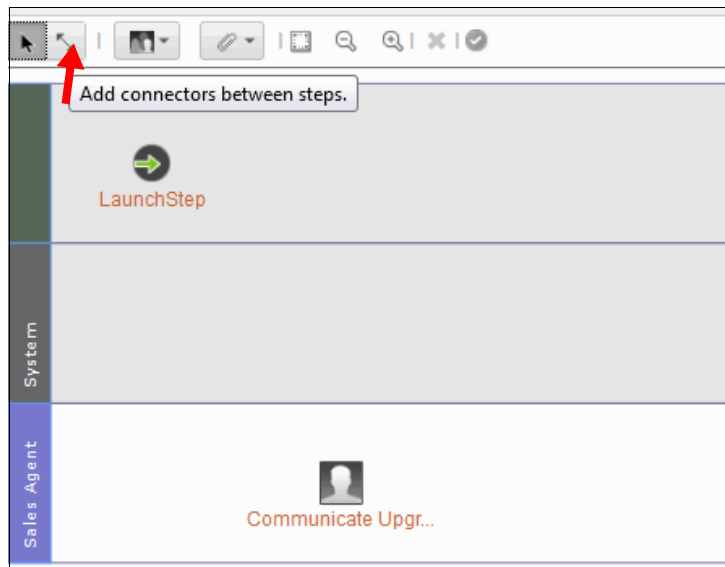 Add connectors between steps.
LaunchStep
System
Sales Agent
Communicate Upgr...